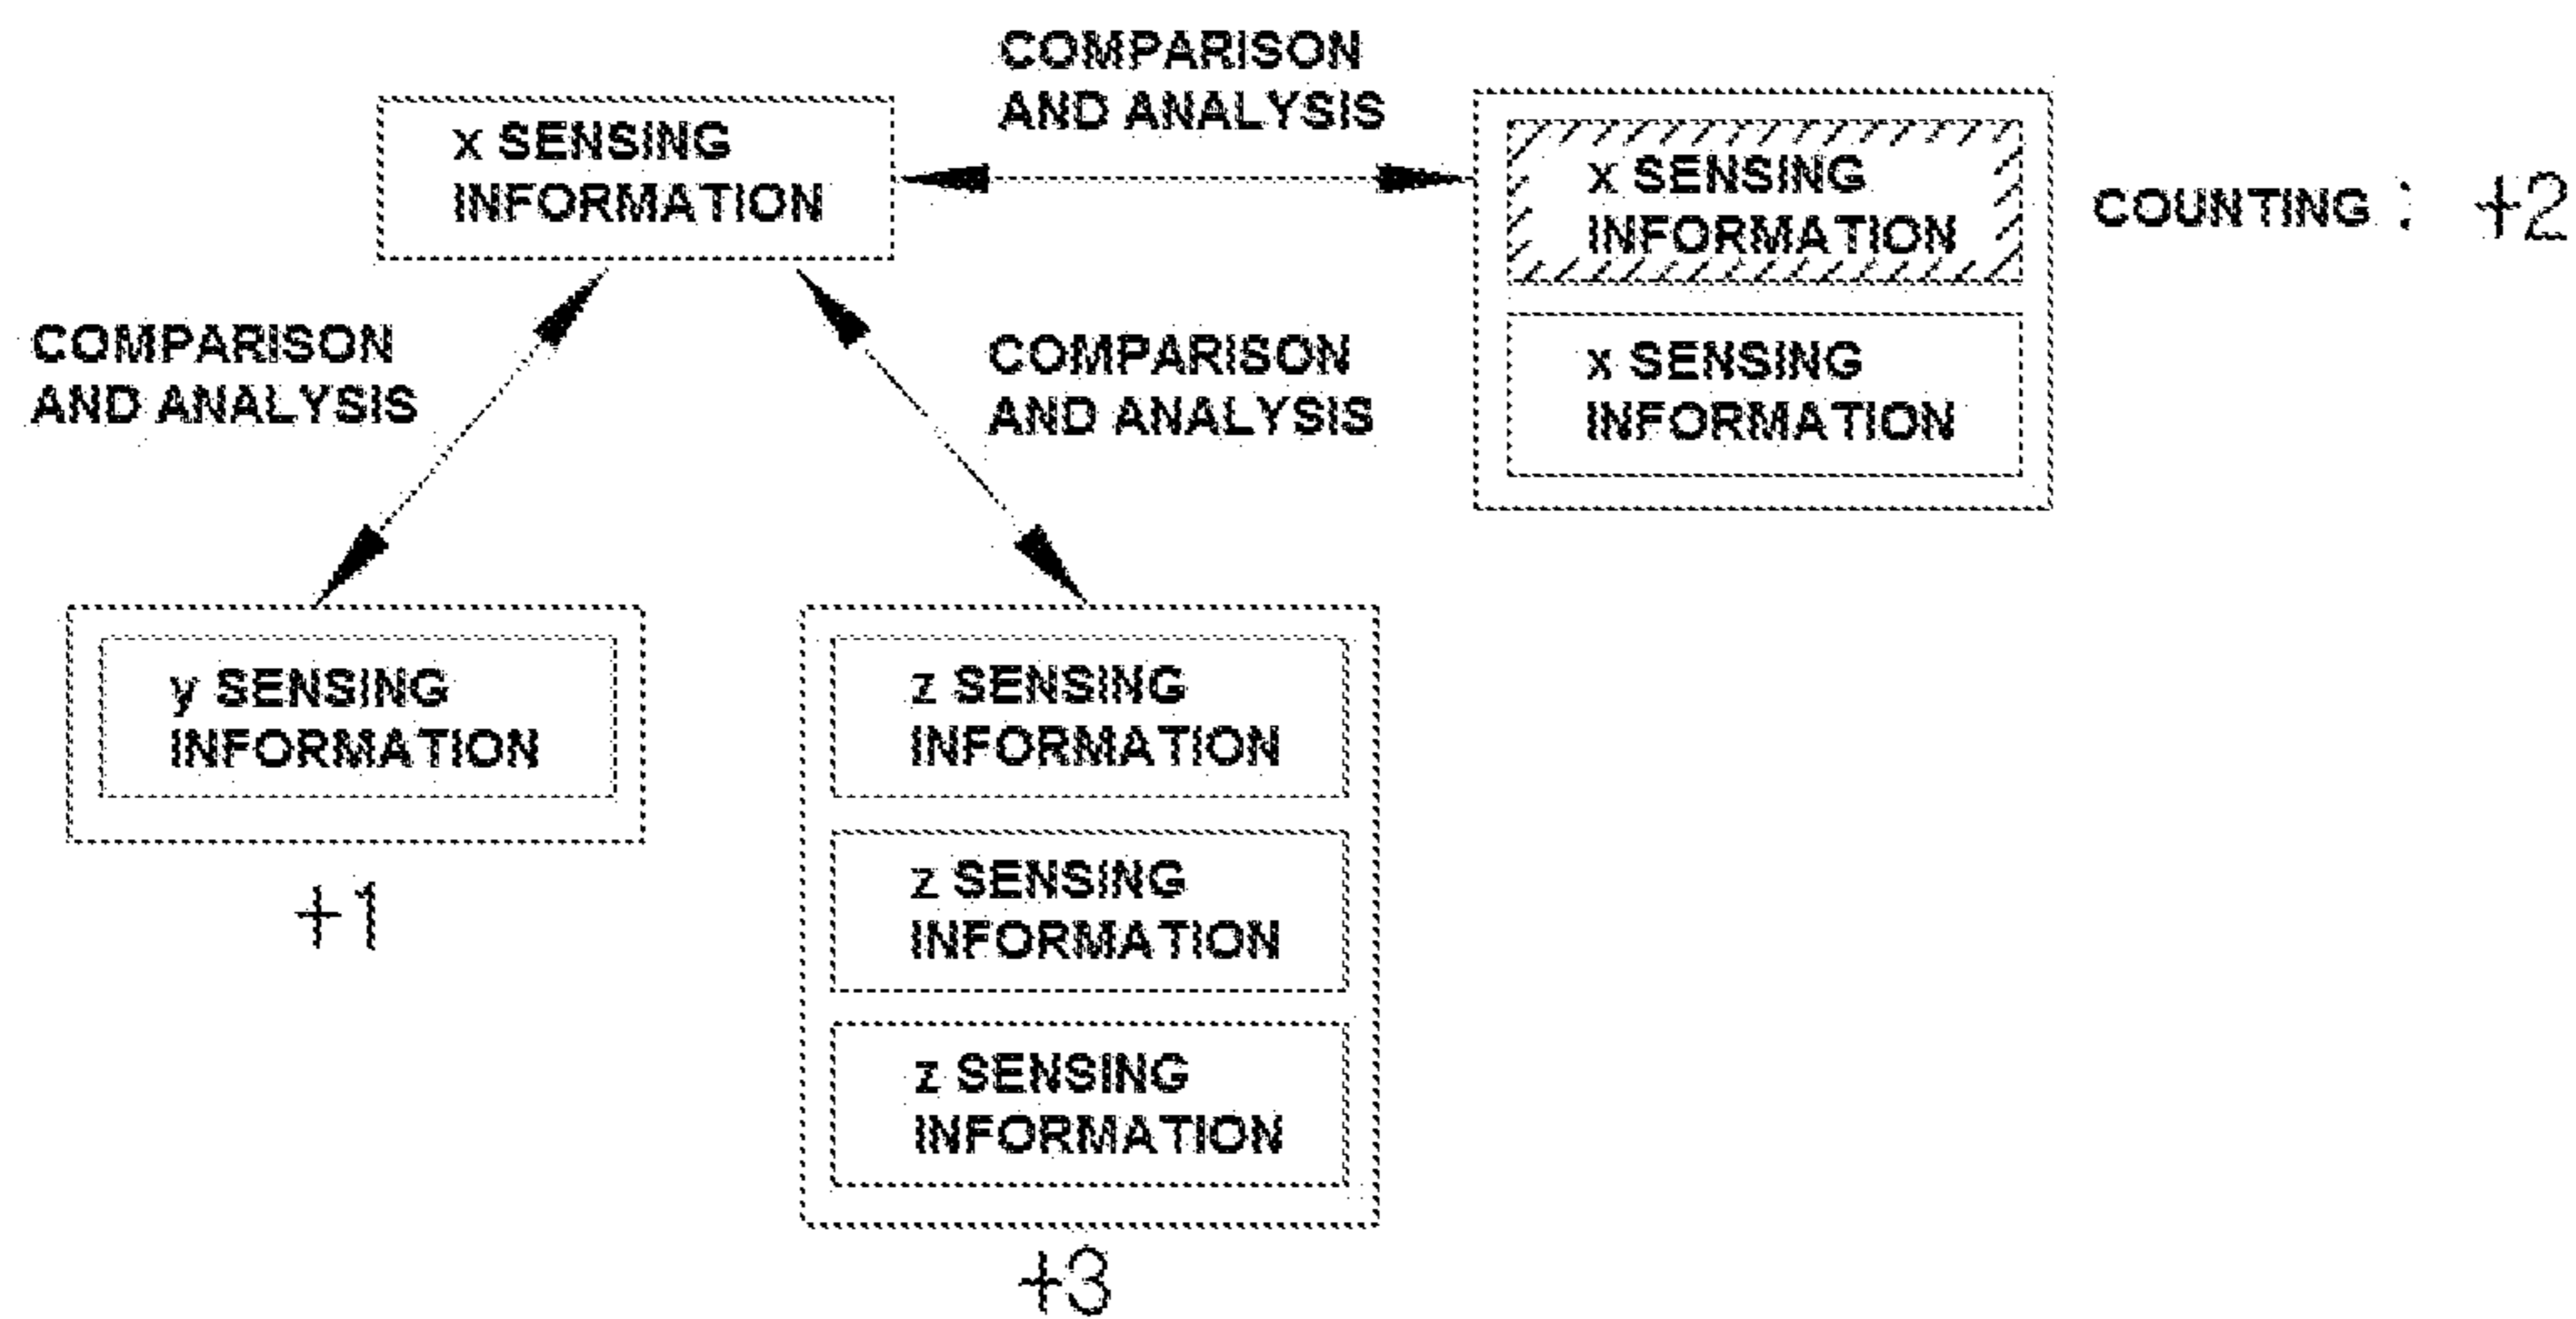 COMPARISON
AND ANALYSIS
x SENSING
INFORMATION
x SENSING
INFORMATION
COUNTING : +2
x SENSING
INFORMATION
COMPARISON
AND ANALYSIS
COMPARISON
AND ANALYSIS
y SENSING
INFORMATION
+1
z SENSING
INFORMATION
z SENSING
INFORMATION
z SENSING
INFORMATION
+3